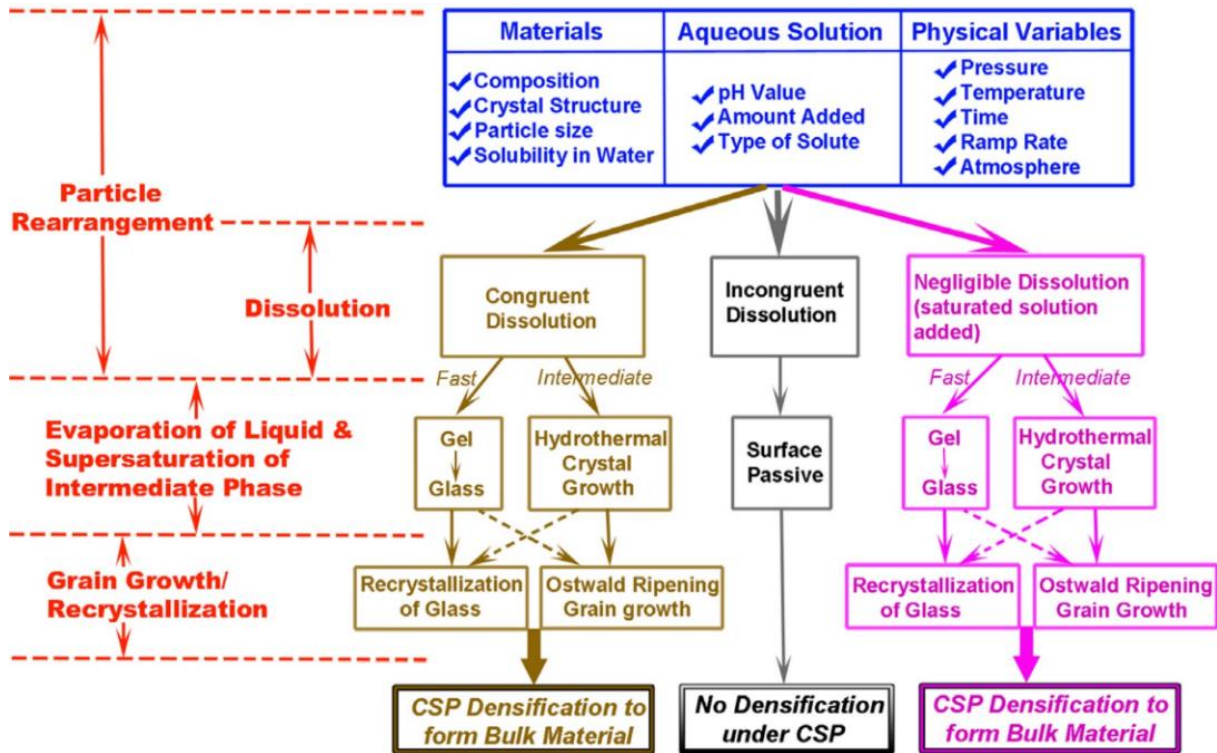 Materials
Aqueous Solution
Physical Variables
Composition
Crystal Structure
Particle size
Solubility in Water
pH Value
Amount Added
Type of Solute
Pressure
Temperature
Time
Ramp Rate
Atmosphere
Particle
Rearrangement
Dissolution
Congruent
Dissolution
Incongruent
Dissolution
Negligible Dissolution
(saturated solution
added)
Fast
Intermediate
Fast
Intermediate
Evaporation of Liquid &
Supersaturation of
Intermediate Phase
Gel
Glass
Hydrothermal
Crystal
Growth
Surface
Passive
Gel
Glass
Hydrothermal
Crystal
Growth
Grain Growth/
Recrystallization
Recrystallization
of Glass
Ostwald Ripening
Grain growth
Recrystallization
of Glass
Ostwald Ripening
Grain Growth
CSP Densification to
form Bulk Material
No Densification
under CSP
CSP Densification to
form Bulk Material